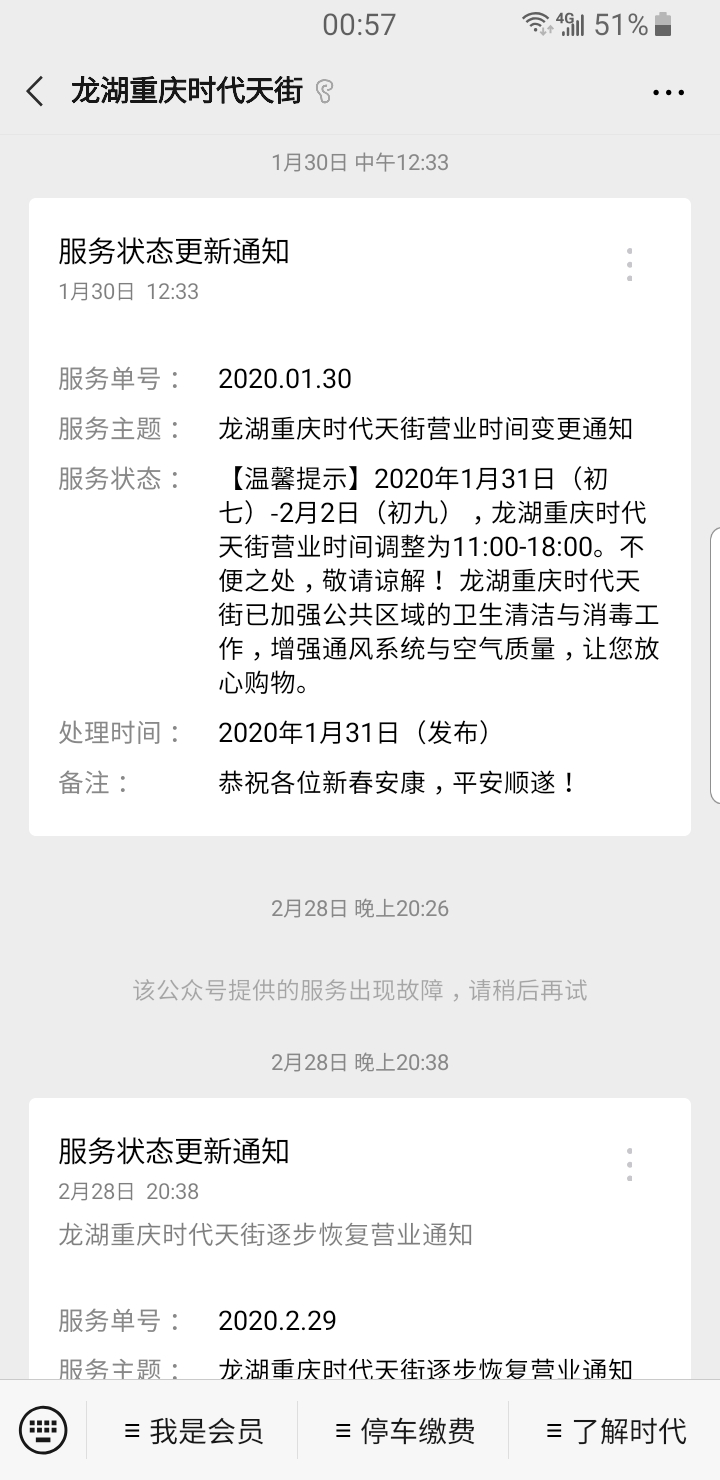 00:57
4G 51%
龙湖重庆时代天街
1月30日 中午12:33
服务状态更新通知
1月30日 12:33
服务单号： 2020.01.30
服务主题： 龙湖重庆时代天街营业时间变更通知
服务状态： 【温馨提示】2020年1月31日（初
七）-2月2日（初九），龙湖重庆时代
天街营业时间调整为11:00-18:00。不
便之处，敬请谅解！ 龙湖重庆时代天
街已加强公共区域的卫生清洁与消毒工
作，增强通风系统与空气质量，让您放
心购物。
处理时间： 2020年1月31日（发布）
备注： 恭祝各位新春安康，平安顺遂！
2月28日 晚上20:26
该公众号提供的服务出现故障，请稍后再试
2月28日 晚上20:38
服务状态更新通知
2月28日 20:38
龙湖重庆时代天街逐步恢复营业通知
服务单号： 2020.2.29
服务主题： 龙湖重庆时代天街逐步恢复营业通知
我是会员 停车缴费 了解时代